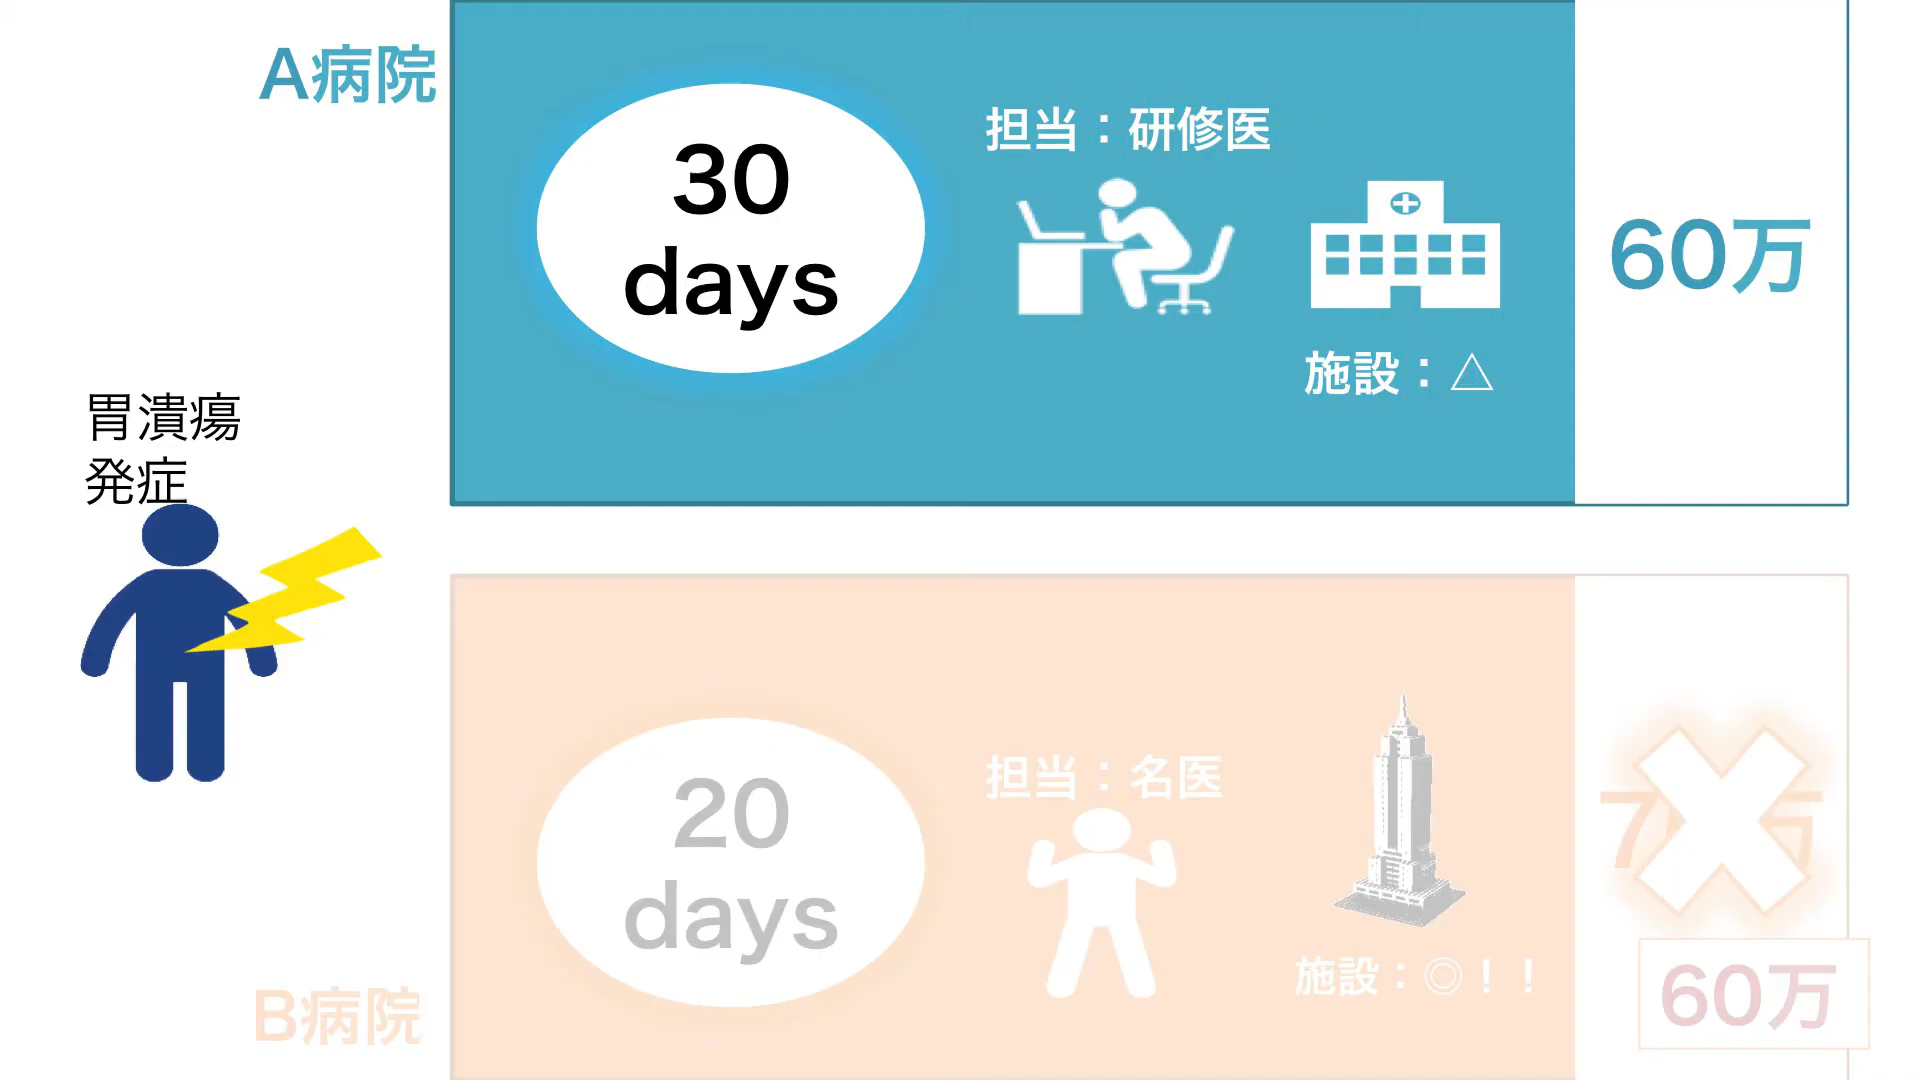 A病院
30
days
担当：研修医
施設：△
60万
胃潰瘍
発症
B病院
20
days
担当：名医
施設：◎！！
60万